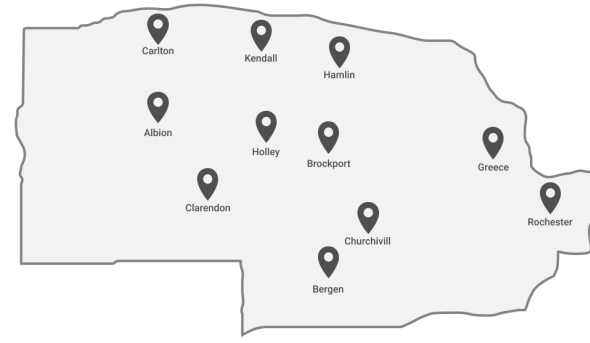 Carlton
Kendall
Hamlin
Albion
Holley
Brockport
Greece
Clarendon
Rochester
Churchivill
Bergen